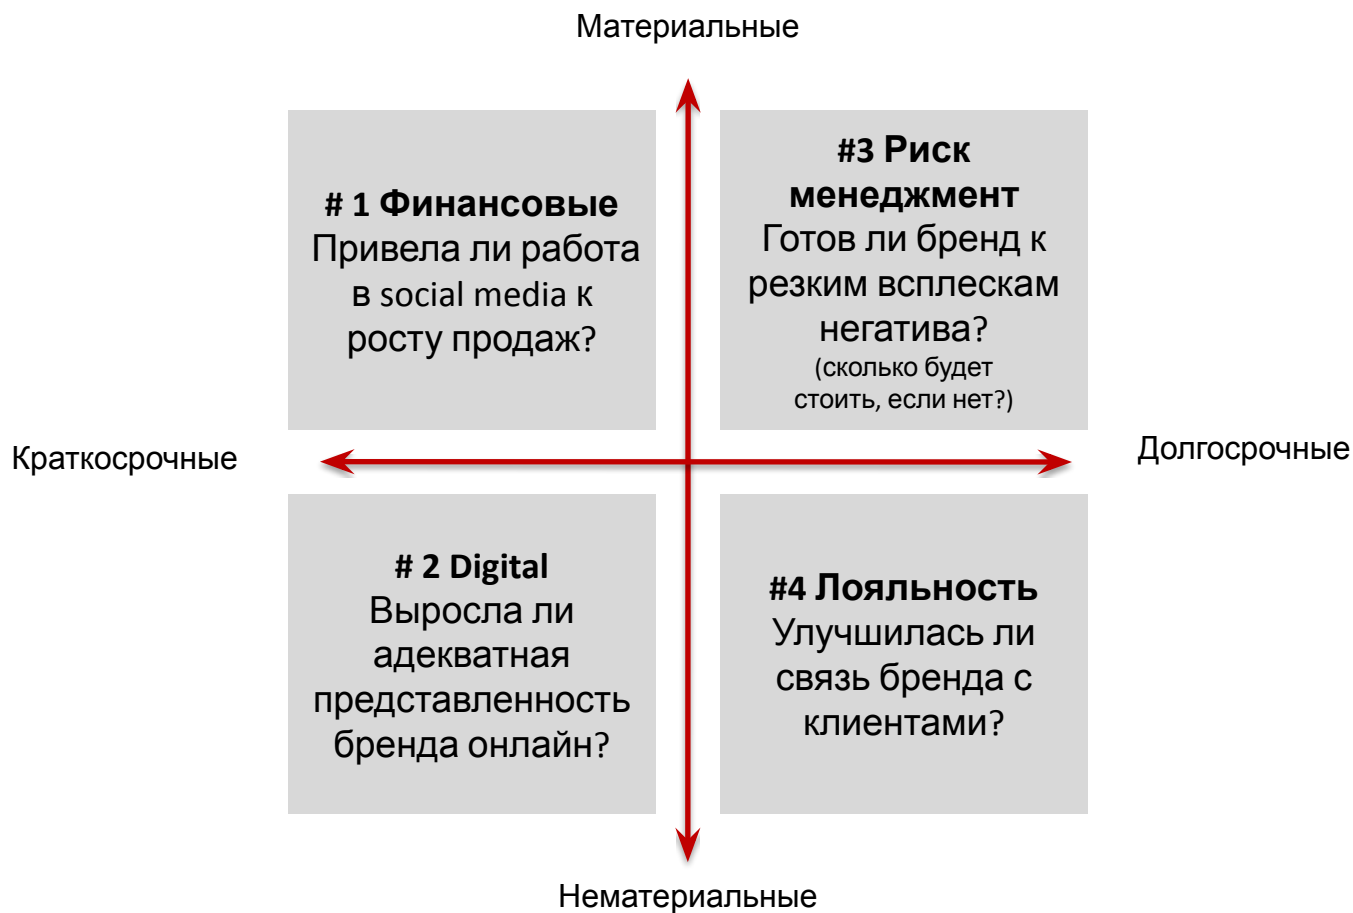 Материальные
# 1 Финансовые
Привела ли работа
в social media к
росту продаж?
#3 Риск
менеджмент
Готов ли бренд к
резким всплескам
негатива?
(сколько будет
стоить, если нет?)
Краткосрочные
Долгосрочные
# 2 Digital
Выросла ли
адекватная
представленность
бренда онлайн?
#4 Лояльность
Улучшилась ли
связь бренда с
клиентами?
Нематериальные